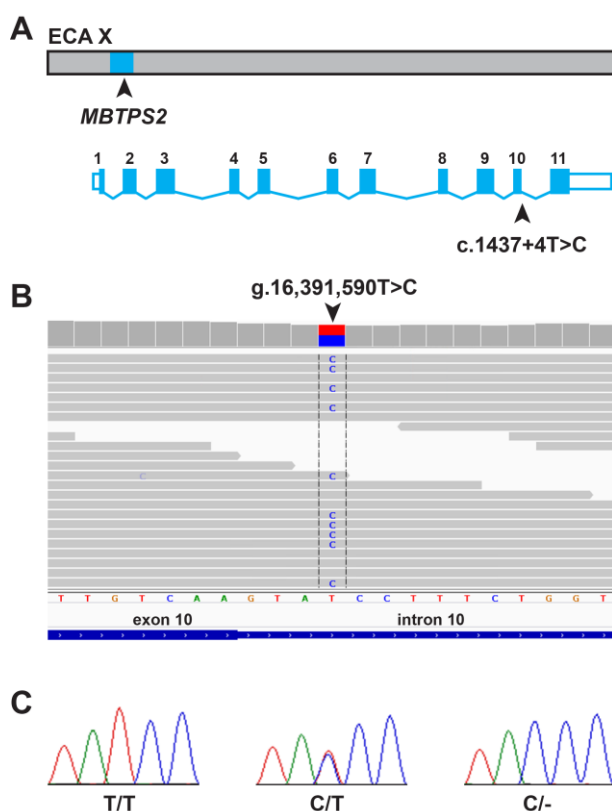 A
ECA X
MBTPS2
1 2 3 4 5 6 7 8 9 10 11
c.1437+4T>C
B
g.16,391,590T>C
C
C
C
C
C C
C
C
C
C
C
T T G T C A A G T A T C C T T T C T G G T
exon 10 intron 10
C
T/T C/T C/-